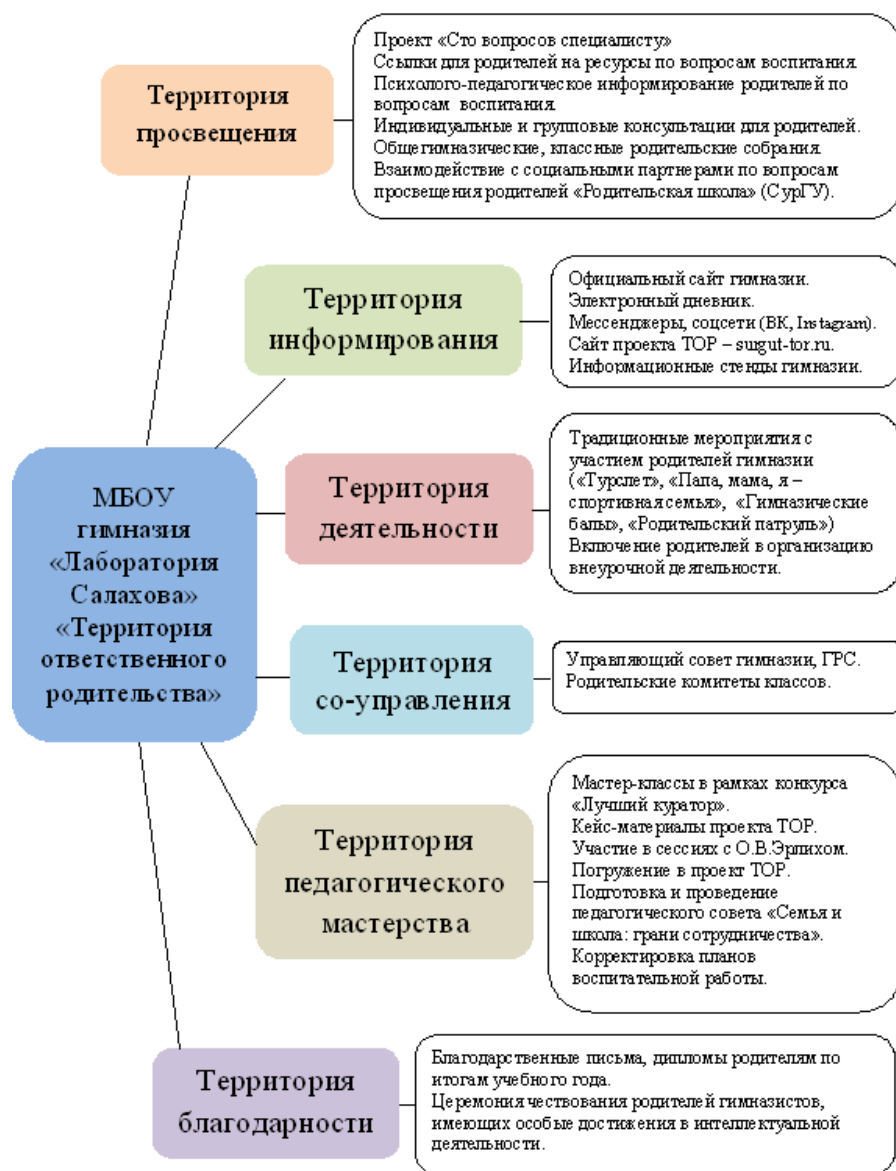 Территория
просвещения
Проект «Сто вопросов специалисту»
Ссылки для родителей на ресурсы по вопросам воспитания.
Психолого-педагогическое информирование родителей по
вопросам воспитания.
Индивидуальные и групповые консультации для родителей.
Общегимназические, классные родительские собрания.
Взаимодействие с социальными партнерами по вопросам
просвещения родителей «Родительская школа» (СурГУ).
Территория
информирования
Официальный сайт гимназии.
Электронный дневник.
Мессенджеры, соцсети (ВК, Instagram).
Сайт проекта ТОР – surgut-tor.ru.
Информационные стенды гимназии.
МБОУ
гимназия
«Лаборатория
Салахова»
«Территория
ответственного
родительства»
Территория
деятельности
Традиционные мероприятия с
участием родителей гимназии
(«Турслет», «Папа, мама, я –
спортивная семья», «Гимназические
балы», «Родительский патруль»)
Включение родителей в организацию
внеурочной деятельности.
Территория
со-управления
Управляющий совет гимназии, ГРС.
Родительские комитеты классов.
Территория
педагогического
мастерства
Мастер-классы в рамках конкурса
«Лучший куратор».
Кейс-материалы проекта ТОР.
Участие в сессиях с О.В.Эрлихом.
Погружение в проект ТОР.
Подготовка и проведение
педагогического совета «Семья и
школа: грани сотрудничества».
Корректировка планов
воспитательной работы.
Территория
благодарности
Благодарственные письма, дипломы родителям по
итогам учебного года.
Церемония чествования родителей гимназистов,
имеющих особые достижения в интеллектуальной
деятельности.